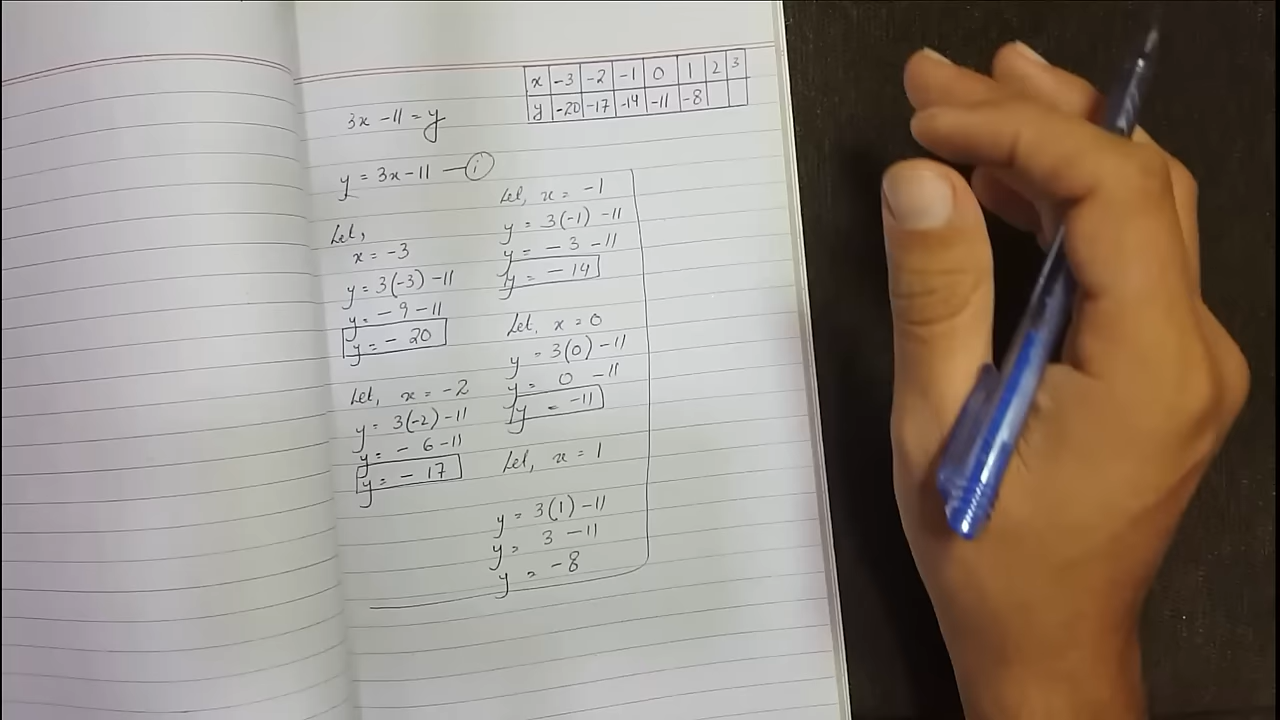 x -3 -2 -1 0 1 2 3
y -20 -17 -14 -11 -8
3x - 11 = y
y = 3x - 11 — (i)
Let,
x = -3
y = 3(-3) - 11
y = - 9 - 11
y = - 20
Let, x = -2
y = 3(-2) - 11
y = - 6 - 11
y = - 17
Let, x = -1
y = 3(-1) - 11
y = - 3 - 11
y = - 14
Let, x = 0
y = 3(0) - 11
y = 0 - 11
y = -11
Let, x = 1
y = 3(1) - 11
y = 3 - 11
y = -8